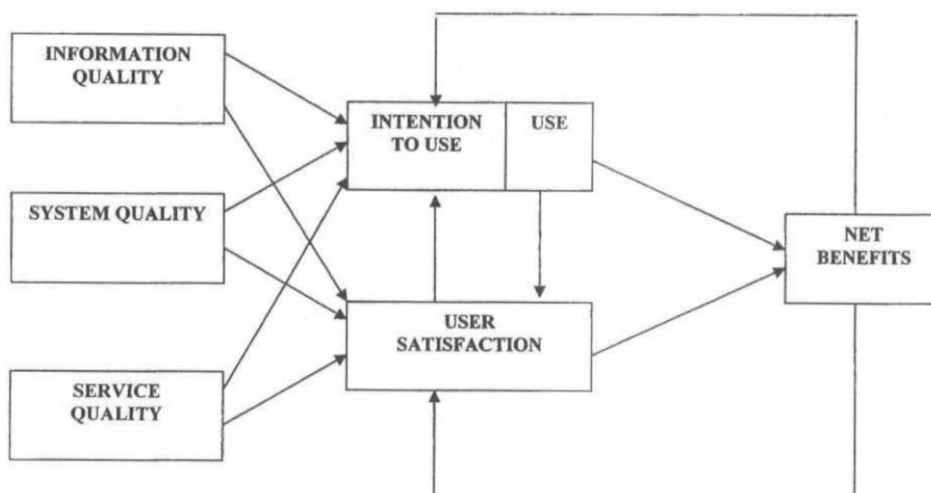 INFORMATION
QUALITY
INTENTION
TO USE
USE
SYSTEM QUALITY
NET
BENEFITS
USER
SATISFACTION
SERVICE
QUALITY